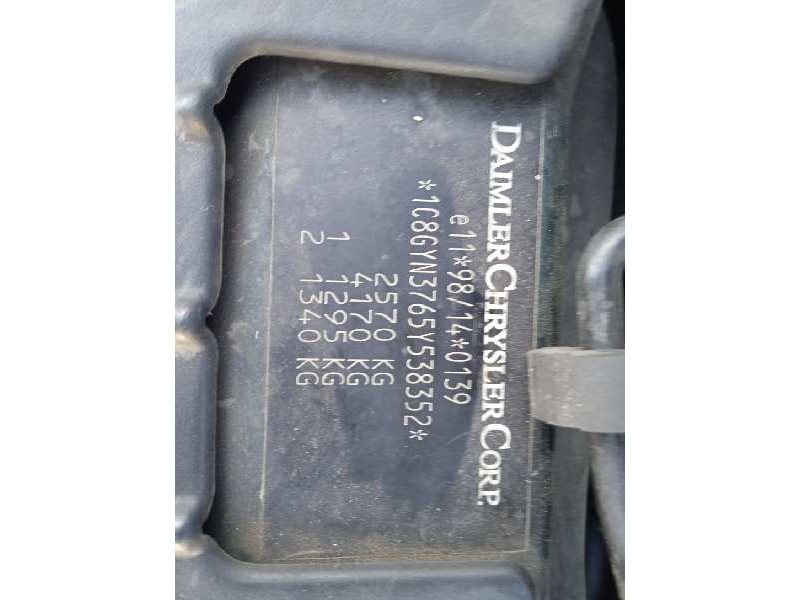 DAIMLERCHRYSLER CORP.
e11*98/14*0139
*1C8GYN3765Y538352*
2570 KG
4170 KG
1 1295 KG
2 1340 KG